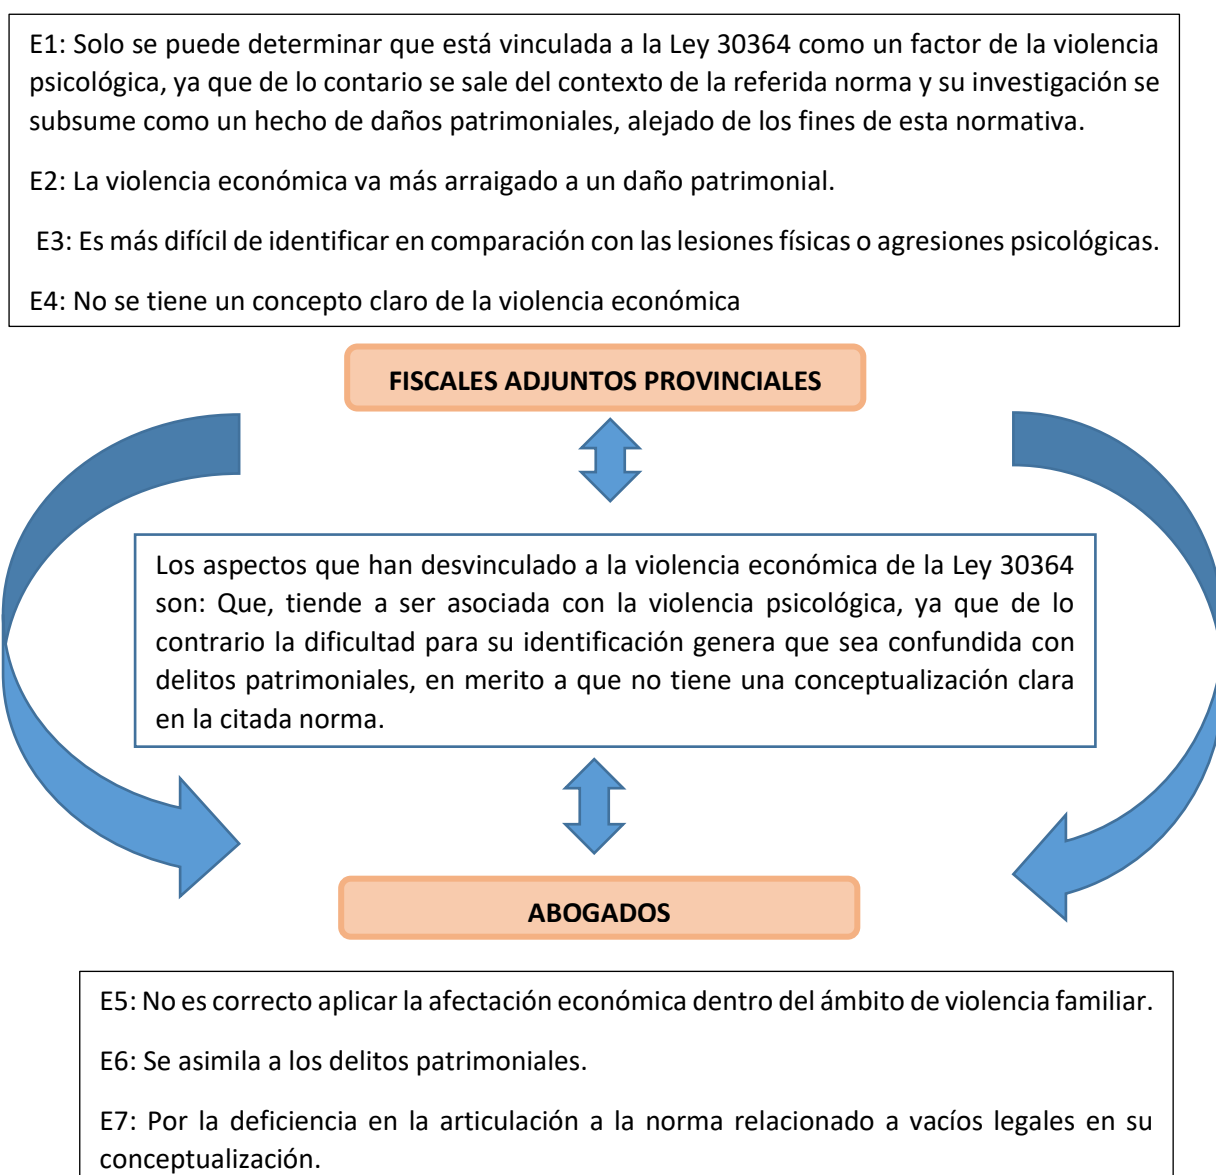 E1: Solo se puede determinar que está vinculada a la Ley 30364 como un factor de la violencia
psicológica, ya que de lo contario se sale del contexto de la referida norma y su investigación se
subsume como un hecho de daños patrimoniales, alejado de los fines de esta normativa.
E2: La violencia económica va más arraigado a un daño patrimonial.
E3: Es más difícil de identificar en comparación con las lesiones físicas o agresiones psicológicas.
E4: No se tiene un concepto claro de la violencia económica
FISCALES ADJUNTOS PROVINCIALES
Los aspectos que han desvinculado a la violencia económica de la Ley 30364
son: Que, tiende a ser asociada con la violencia psicológica, ya que de lo
contrario la dificultad para su identificación genera que sea confundida con
delitos patrimoniales, en merito a que no tiene una conceptualización clara
en la citada norma.
ABOGADOS
E5: No es correcto aplicar la afectación económica dentro del ámbito de violencia familiar.
E6: Se asimila a los delitos patrimoniales.
E7: Por la deficiencia en la articulación a la norma relacionado a vacíos legales en su
conceptualización.